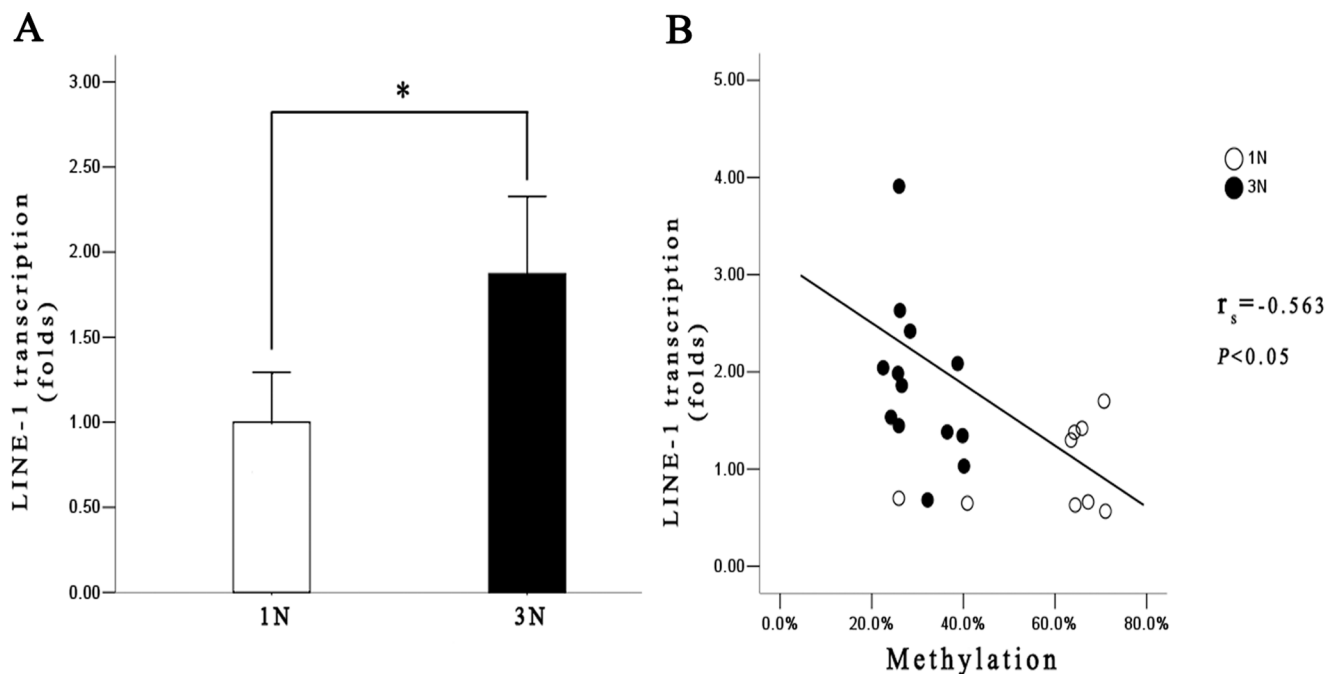 A
3.00
*
2.50
2.00
1.50
1.00
0.50
0.00
1N
3N
LINE-1 transcription
(folds)
B
5.00
4.00
3.00
2.00
1.00
0.00
0.0%
20.0%
40.0%
60.0%
80.0%
Methylation
LINE-1 transcription
(folds)
1N
3N
rs=-0.563
P<0.05